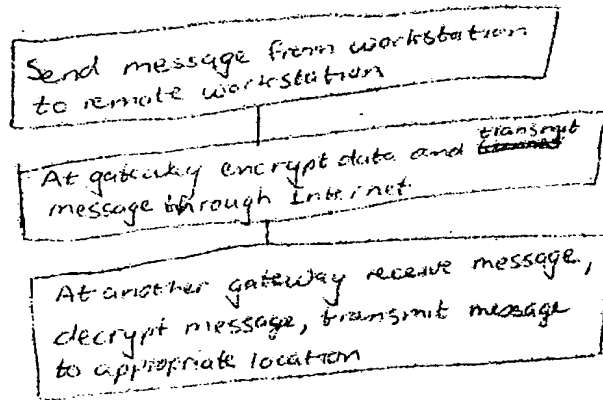 Send message from workstation
to remote workstation
transmit
At gateway encrypt data and
message through Internet.
At another gateway receive message,
decrypt message, transmit message
to appropriate location